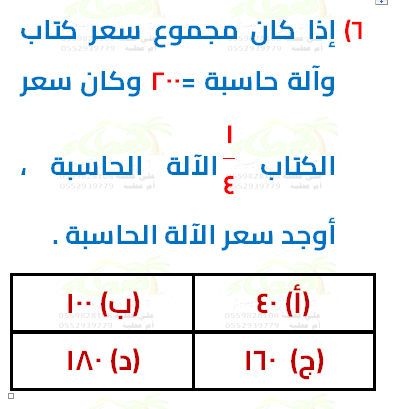 ٦) إذا كان مجموع سعر كتاب
وآلة حاسبة =٢٠٠ وكان سعر
الكتاب ١/٤ الآلة الحاسبة ،
أوجد سعر الآلة الحاسبة .
(أ) ٤٠ (ب) ١٠٠
(ج) ١٦٠ (د) ١٨٠